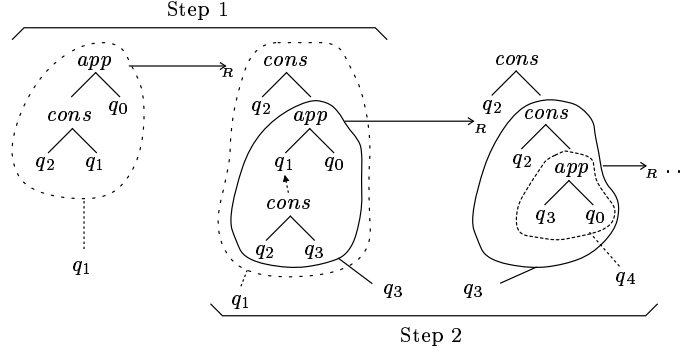 Step 1
app
cons
q0
q2 q1
q1
R
cons
q2 app
q1 q0
cons
q2 q3
q1
q3
R
cons
q2 cons
q2 app
q3 q0
q3
q4
R ..
Step 2